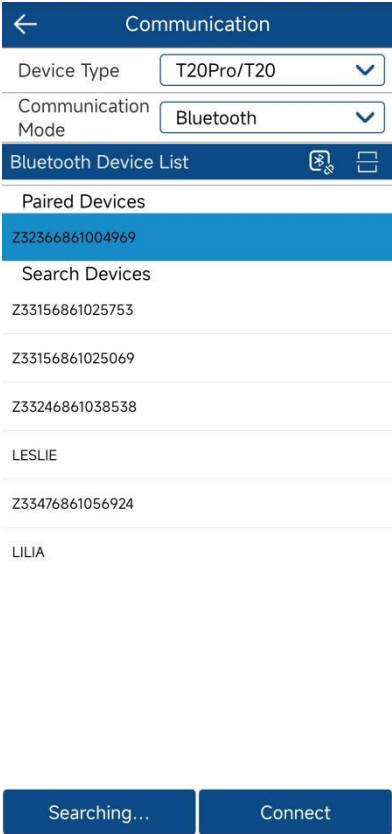 Communication
Device Type T20Pro/T20
Communication
Mode
Bluetooth
Bluetooth Device List
Paired Devices
Z32366861004969
Search Devices
Z33156861025753
Z33156861025069
Z33246861038538
LESLIE
Z33476861056924
LILIA
Searching...
Connect